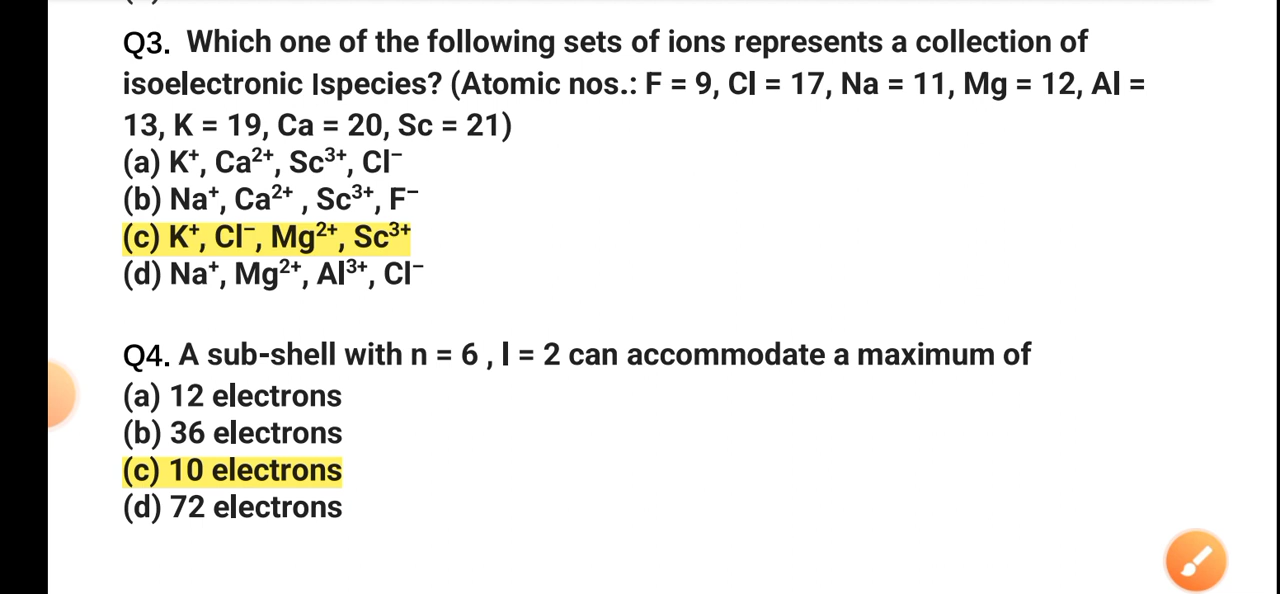 Q3. Which one of the following sets of ions represents a collection of
isoelectronic Ispecies? (Atomic nos.: F = 9, Cl = 17, Na = 11, Mg = 12, Al =
13, K = 19, Ca = 20, Sc = 21)
(a) K⁺, Ca²⁺, Sc³⁺, Cl⁻
(b) Na⁺, Ca²⁺ , Sc³⁺, F⁻
(c) K⁺, Cl⁻, Mg²⁺, Sc³⁺
(d) Na⁺, Mg²⁺, Al³⁺, Cl⁻
Q4. A sub-shell with n = 6 , l = 2 can accommodate a maximum of
(a) 12 electrons
(b) 36 electrons
(c) 10 electrons
(d) 72 electrons